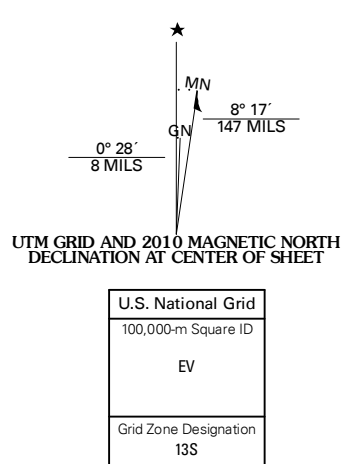 ★
MN
8° 17´
147 MILS
GN
0° 28´
8 MILS
UTM GRID AND 2010 MAGNETIC NORTH
DECLINATION AT CENTER OF SHEET
U.S. National Grid
100,000-m Square ID
EV
Grid Zone Designation
13S